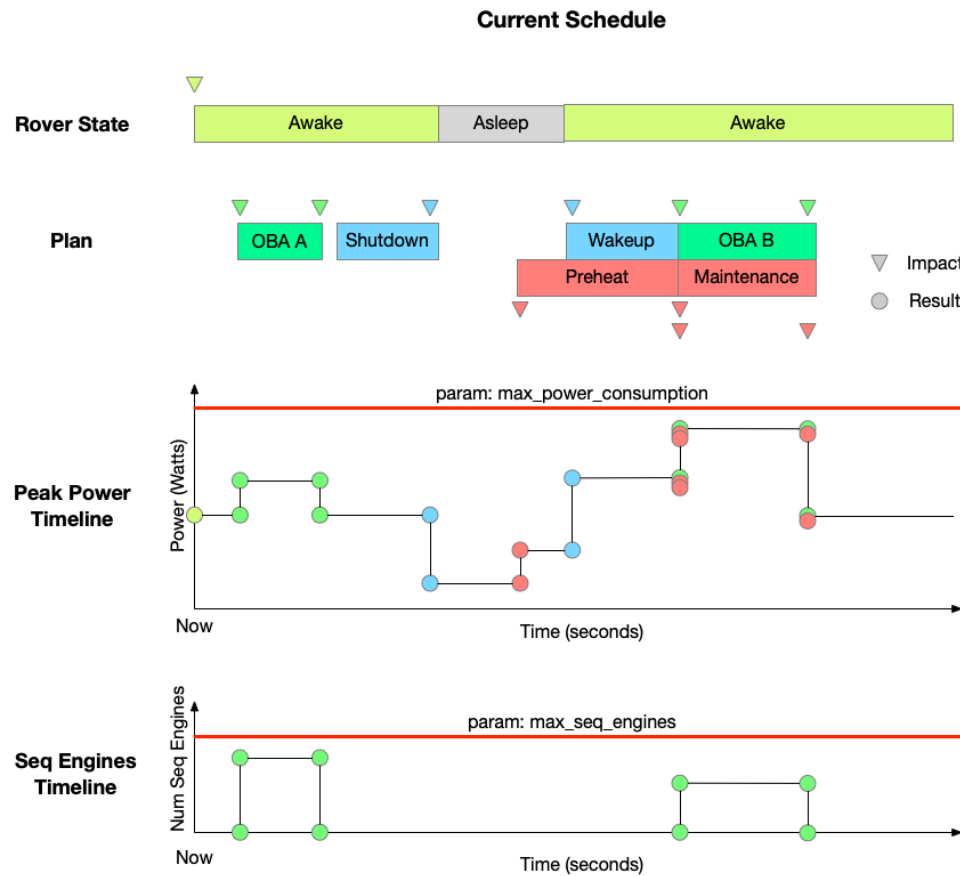 Current Schedule
Rover State
Awake
Asleep
Awake
Plan
OBA A
Shutdown
Wakeup
OBA B
Preheat
Maintenance
Impact
Result
param: max_power_consumption
Peak Power
Timeline
Power (Watts)
Now
Time (seconds)
param: max_seq_engines
Seq Engines
Timeline
Num Seq Engines
Now
Time (seconds)